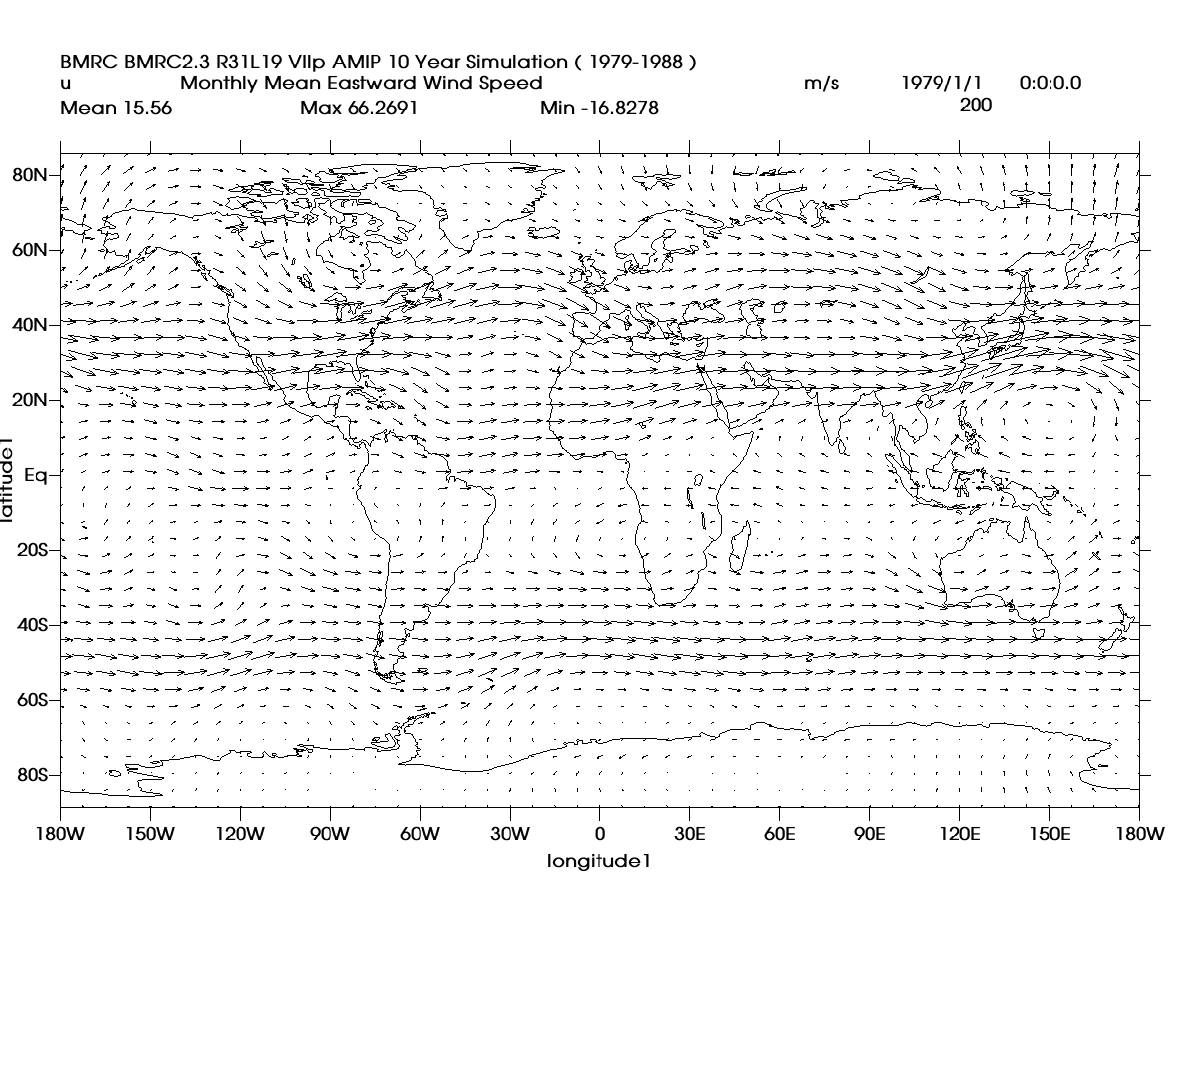 BMRC BMRC2.3 R31L19 VIIp AMIP 10 Year Simulation ( 1979-1988 )
u Monthly Mean Eastward Wind Speed m/s 1979/1/1 0:0:0.0
Mean 15.56 Max 66.2691 Min -16.8278 200
80N
60N
40N
20N
Eq
20S
40S
60S
80S
latitude1
180W 150W 120W 90W 60W 30W 0 30E 60E 90E 120E 150E 180W
longitude1